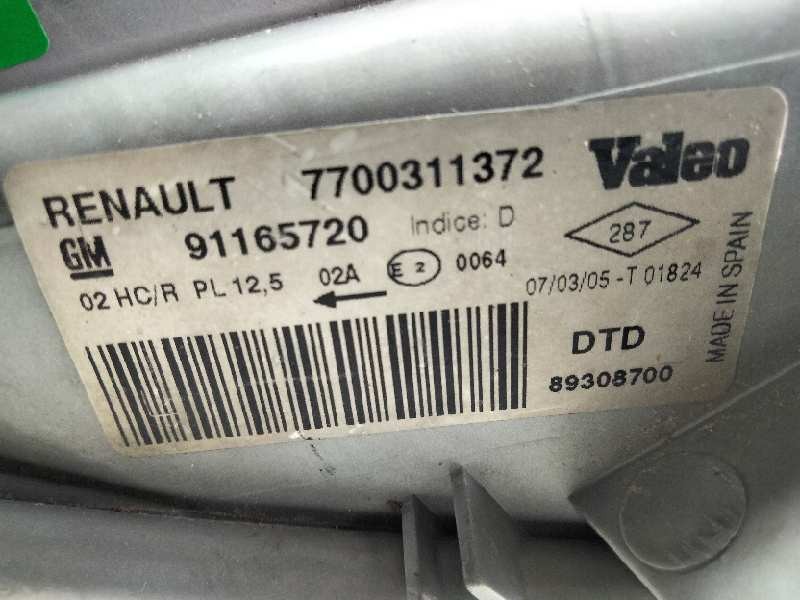 RENAULT 7700311372 Valeo
GM 91165720 Indice: D 287
02 HC/R PL 12,5 02A E 2 0064 07/03/05 -T 01824
DTD
89308700
MADE IN SPAIN